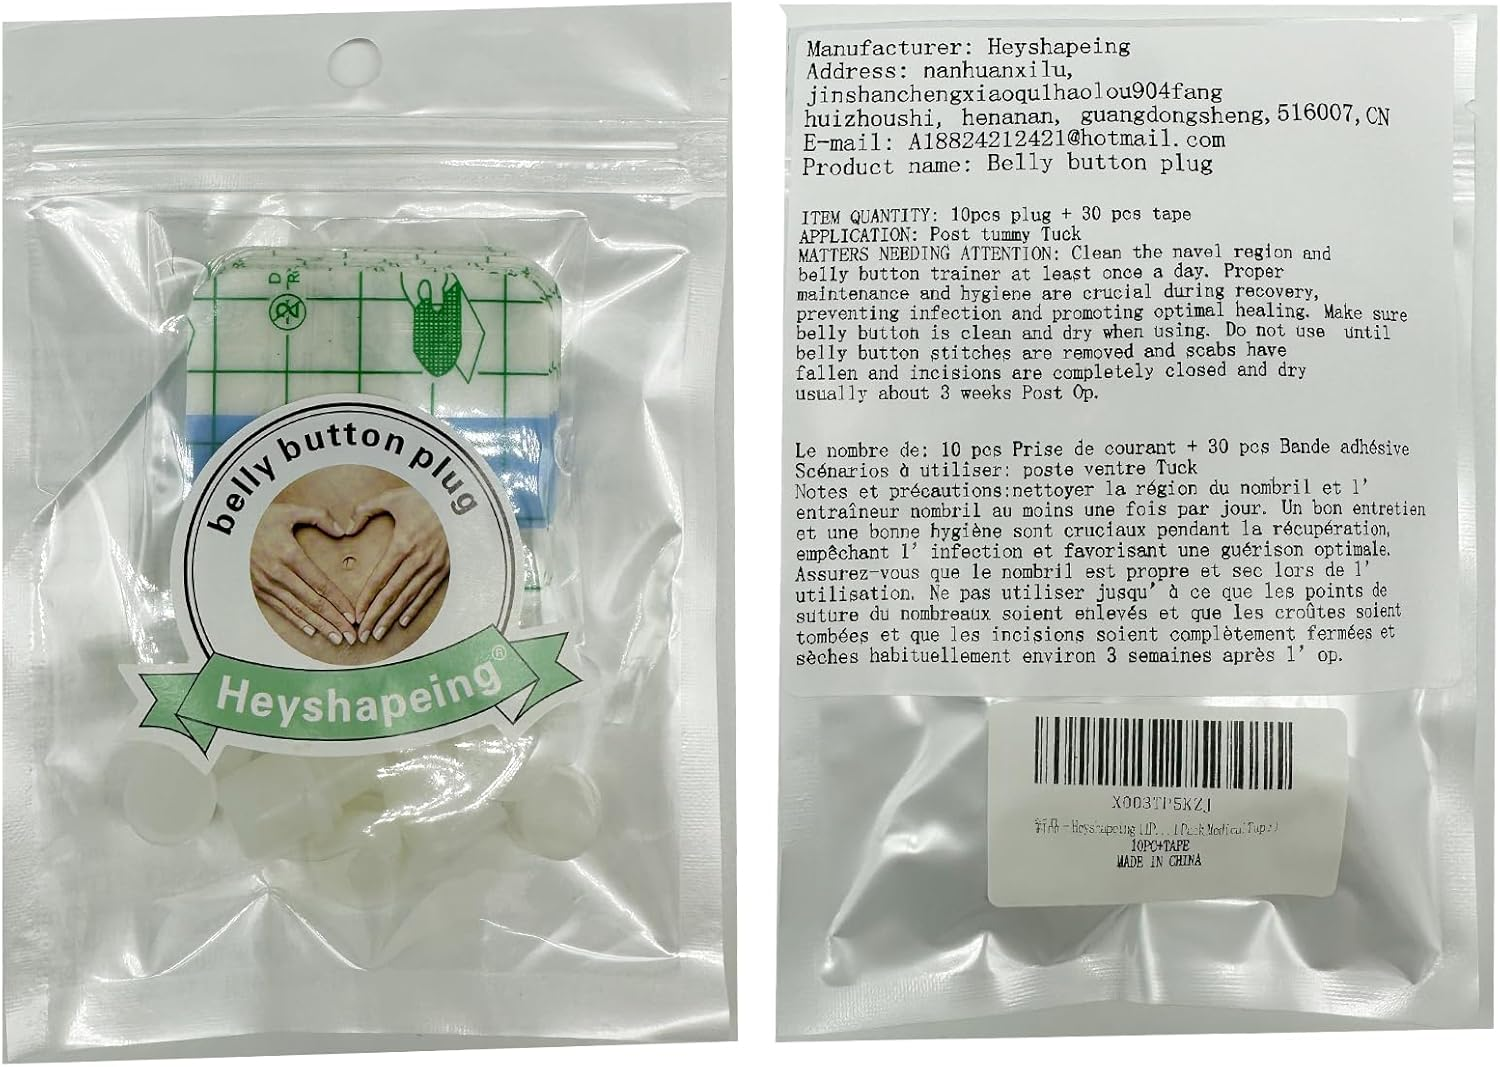 belly button plug
Heyshapeing®
Manufacturer: Heyshapeing
Address: nanhuanxilu,
jinshanchengxiaoqu1haolou904fang
huizhoushi, henanan, guangdongsheng, 516007, CN
E-mail: A18824212421@hotmail.com
Product name: Belly button plug
ITEM QUANTITY: 10pcs plug + 30 pcs tape
APPLICATION: Post tummy Tuck
MATTERS NEEDING ATTENTION: Clean the navel region and
belly button trainer at least once a day. Proper
maintenance and hygiene are crucial during recovery,
preventing infection and promoting optimal healing. Make sure
belly button is clean and dry when using. Do not use until
belly button stitches are removed and scabs have
fallen and incisions are completely closed and dry
usually about 3 weeks Post Op.
Le nombre de: 10 pcs Prise de courant + 30 pcs Bande adhésive
Scénarios à utiliser: poste ventre Tuck
Notes et précautions:nettoyer la région du nombril et l'
entraîneur nombril au moins une fois par jour. Un bon entretien
et une bonne hygiène sont cruciaux pendant la récupération,
empêchant l' infection et favorisant une guérison optimale.
Assurez-vous que le nombril est propre et sec lors de l'
utilisation. Ne pas utiliser jusqu' à ce que les points de
suture du nombreaux soient enlevés et que les croûtes soient
tombées et que les incisions soient complètement fermées et
sèches habituellement environ 3 semaines après l' op.
X003TP5KZJ
新品 - Heyshapeing (1P... 1 Pack Medical Tape)
10PC+TAPE
MADE IN CHINA